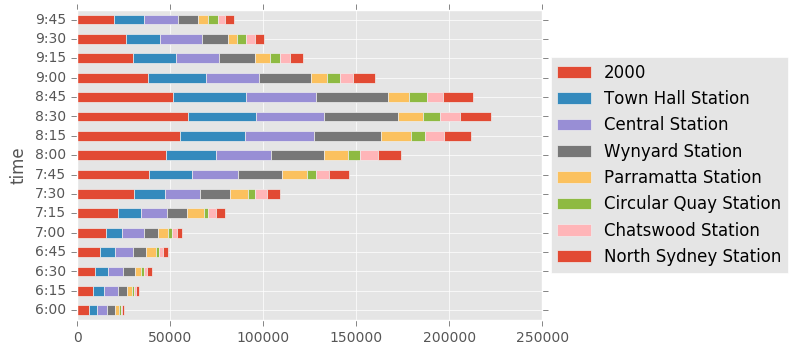 time
9:45
9:30
9:15
9:00
8:45
8:30
8:15
8:00
7:45
7:30
7:15
7:00
6:45
6:30
6:15
6:00
0 50000 100000 150000 200000 250000
2000
Town Hall Station
Central Station
Wynyard Station
Parramatta Station
Circular Quay Station
Chatswood Station
North Sydney Station